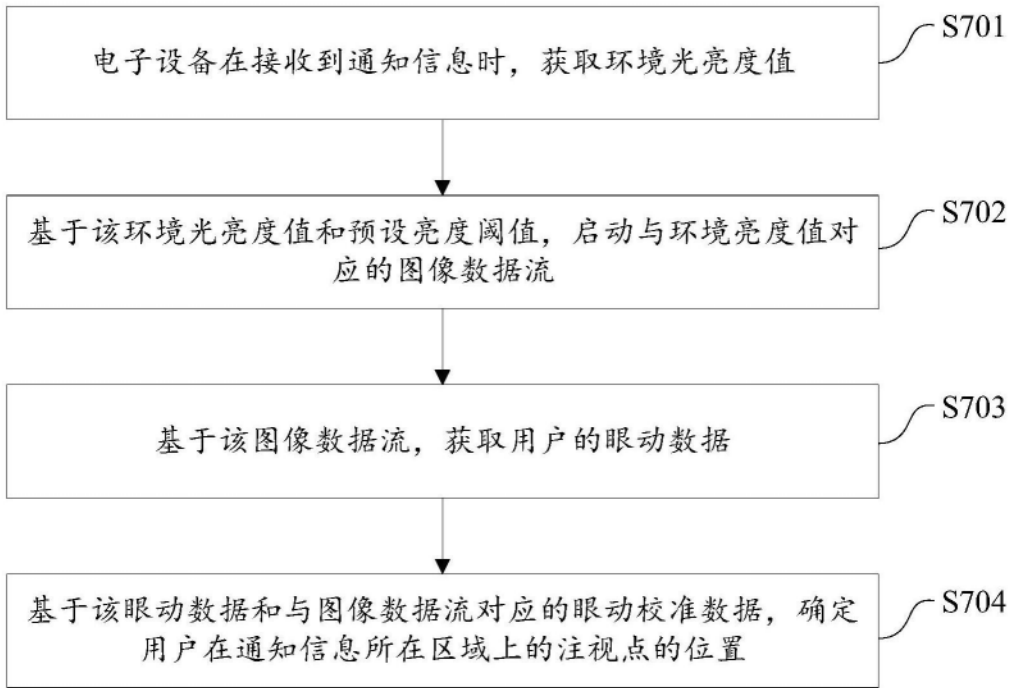 电子设备在接收到通知信息时，获取环境光亮度值
S701
基于该环境光亮度值和预设亮度阈值，启动与环境亮度值对
应的图像数据流
S702
基于该图像数据流，获取用户的眼动数据
S703
基于该眼动数据和与图像数据流对应的眼动校准数据，确定
用户在通知信息所在区域上的注视点的位置
S704